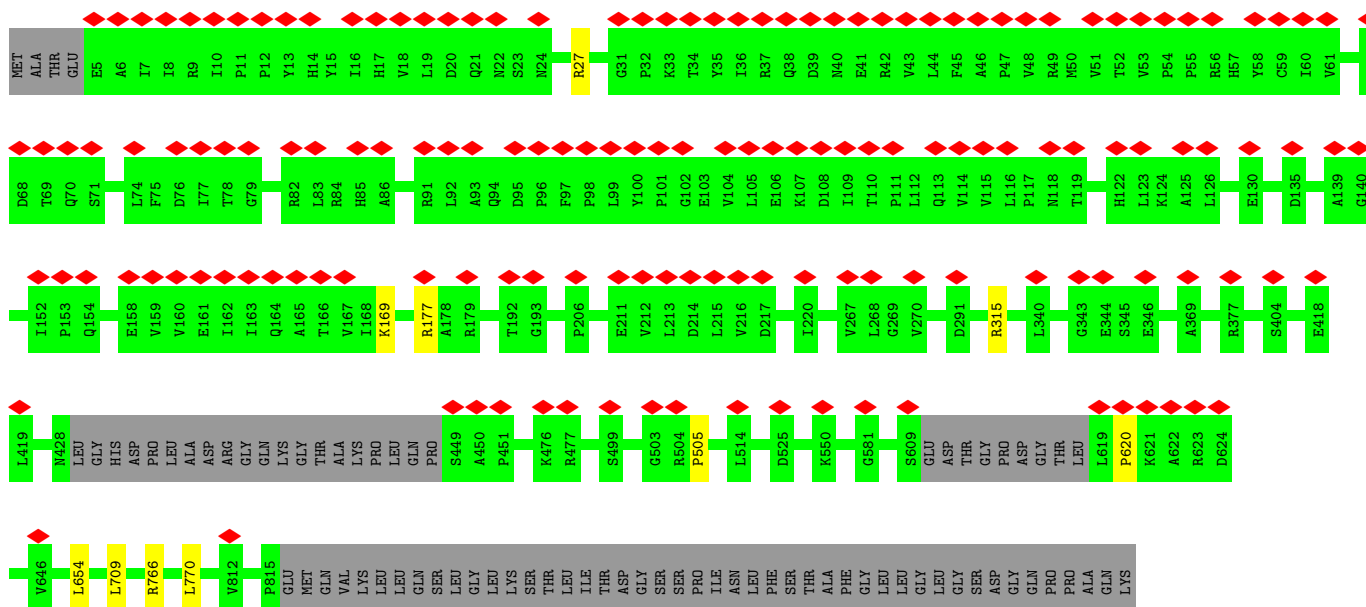 MET ALA THR GLU E5 A6 I7 I8 R9 I10 P11 P12 Y13 H14 Y15 I16 H17 V18 L19 D20 Q21 N22 S23 N24 R27 G31 P32 K33 T34 Y35 I36 R37 Q38 D39 N40 E41 R42 V43 L44 F45 A46 P47 V48 R49 M50 V51 T52 V53 P54 P55 R56 H57 Y58 C59 I60 V61
D68 T69 Q70 S71 L74 F75 D76 I77 T78 G79 R82 L83 R84 H85 A86 R91 L92 A93 Q94 D95 P96 F97 P98 L99 Y100 P101 G102 E103 V104 L105 E106 K107 D108 I109 T110 P111 L112 Q113 V114 V115 L116 P117 N118 T119 H122 L123 K124 A125 L126 E130 D135 A139 G140
I152 P153 Q154 E158 V159 V160 E161 I162 I163 Q164 A165 T166 V167 I168 K169 R177 A178 R179 T192 G193 P206 E211 V212 L213 D214 L215 V216 D217 I220 V267 L268 G269 V270 D291 R315 L340 G343 E344 S345 E346 A369 R377 S404 E418
L419 N428 LEU GLY HIS ASP PRO LEU ALA ASP ARG GLY GLN LYS GLY THR ALA LYS PRO LEU GLN PRO S449 A450 P451 K476 R477 S499 G503 R504 P505 L514 D525 K550 G581 S609 GLU ASP THR GLY PRO ASP GLY THR LEU L619 P620 K621 A622 R623 D624
V646 L654 L709 R766 L770 V812 P815 GLU MET GLN VAL LYS LEU LEU GLN SER LEU GLY LEU LYS SER THR LEU ILE THR ASP GLY SER SER PRO ILE ASN LEU PHE SER THR ALA PHE GLY LEU LEU GLY LEU GLY SER ASP GLY GLN PRO PRO ALA GLN LYS